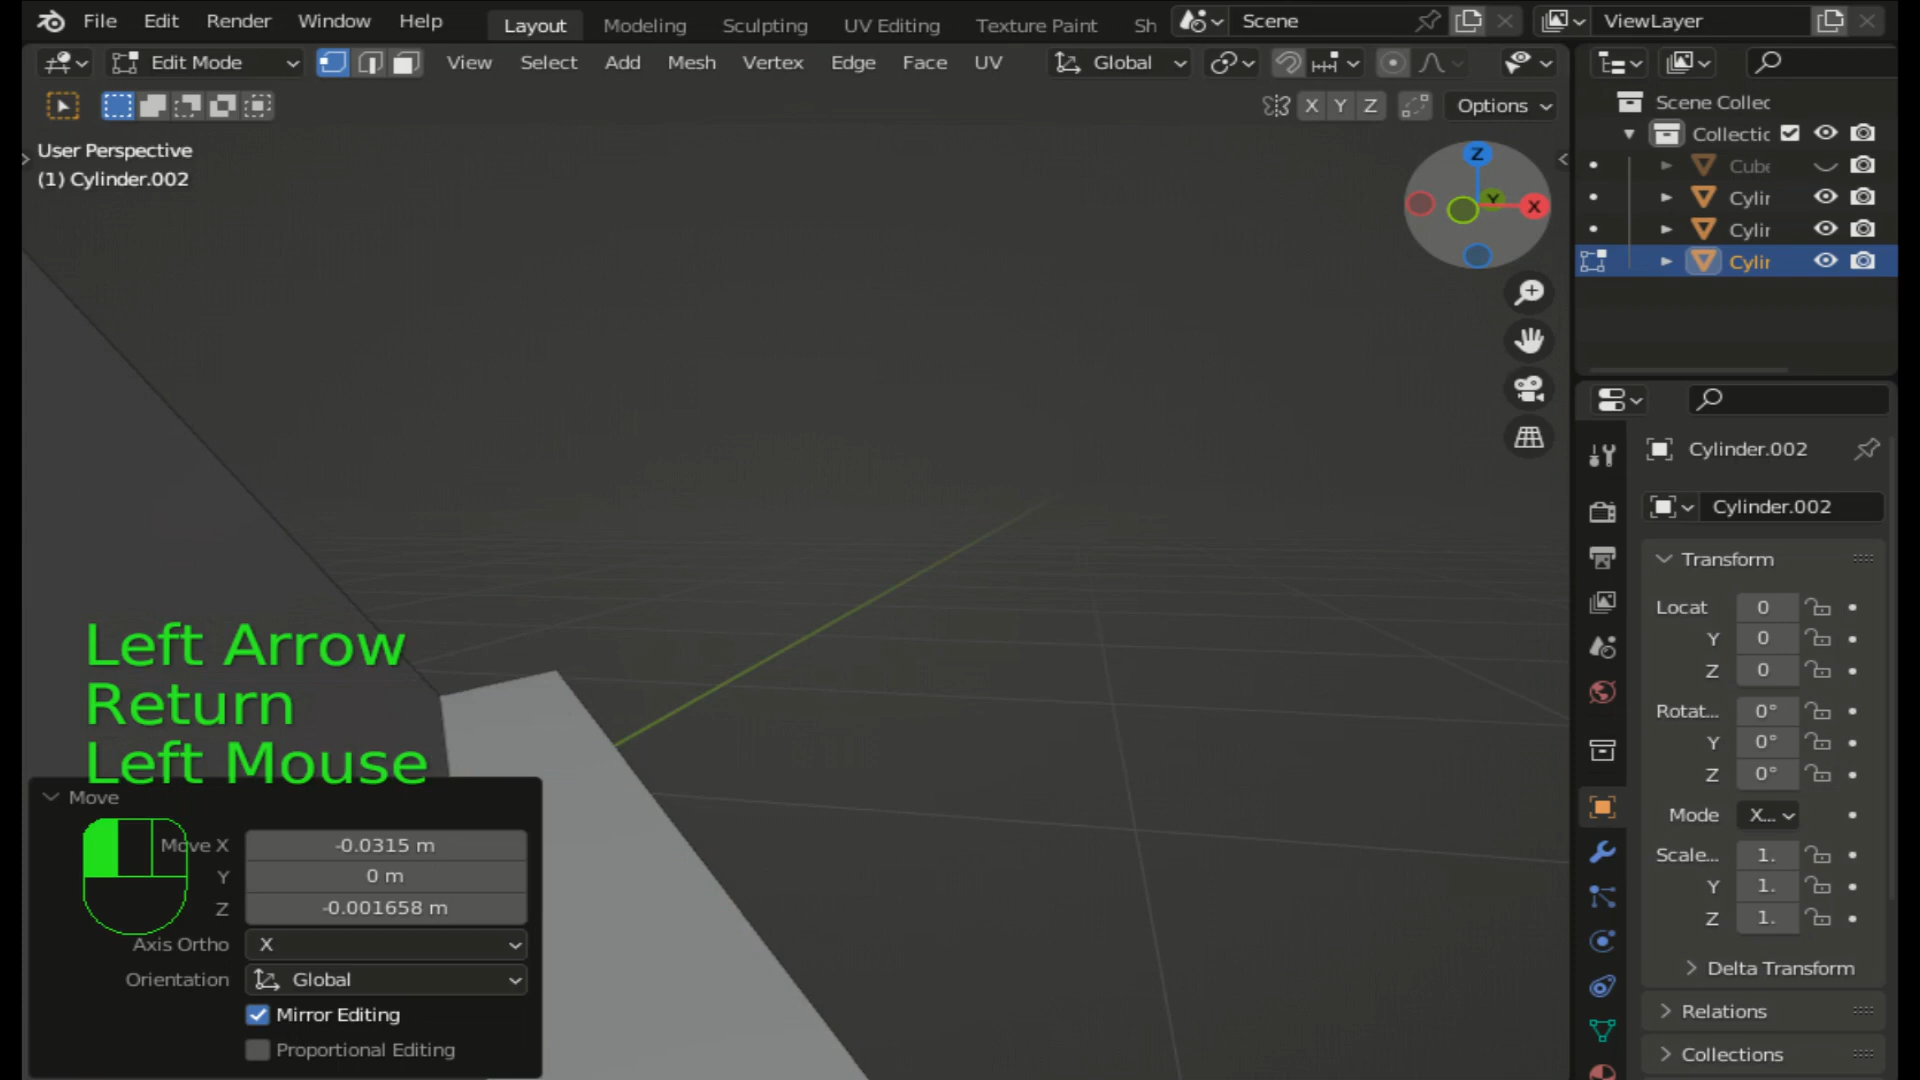 File Edit Render Window Help Layout Modeling Sculpting UV Editing Texture Paint Sh Scene ViewLayer
Edit Mode View Select Add Mesh Vertex Edge Face UV Global
X Y Z Options
User Perspective
(1) Cylinder.002
Z
Y
X
Scene Collec
Collectic
Cube
Cylir
Cylir
Cylir
Cylinder.002
Cylinder.002
Transform
Locat 0
Y 0
Z 0
Rotat... 0°
Y 0°
Z 0°
Mode X...
Scale... 1.
Y 1.
Z 1.
Delta Transform
Relations
Collections
Left Arrow
Return
Left Mouse
Move
Move X -0.0315 m
Y 0 m
Z -0.001658 m
Axis Ortho X
Orientation Global
Mirror Editing
Proportional Editing